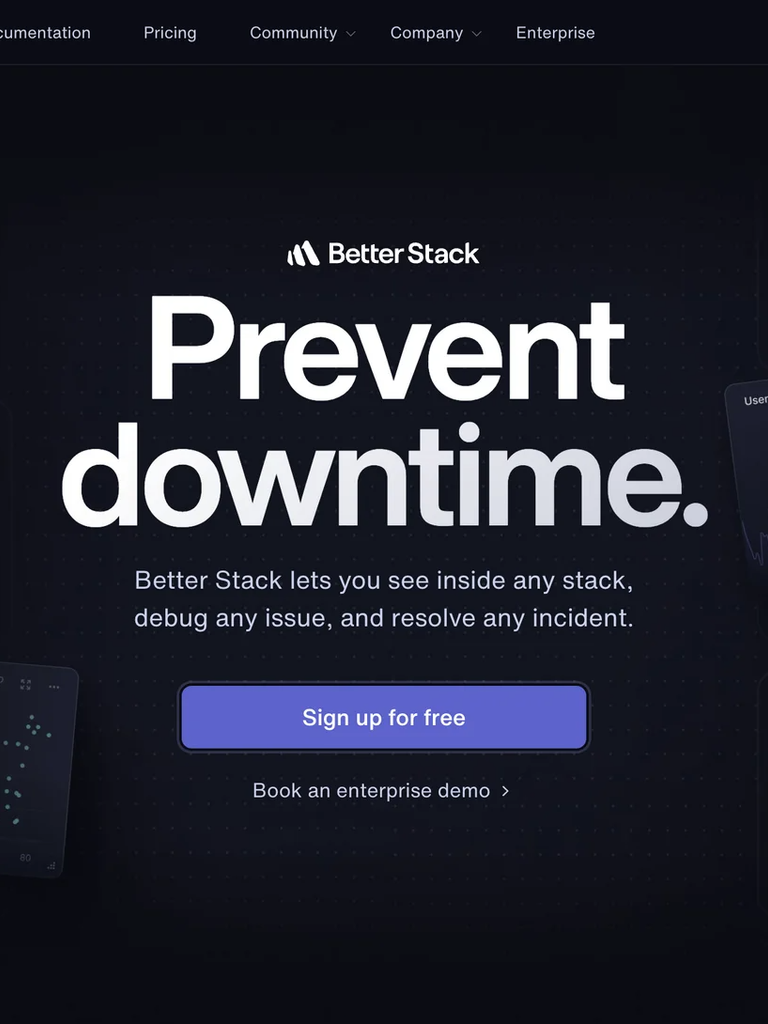 cumentation Pricing Community Company Enterprise
Better Stack
Prevent
downtime.
User
Better Stack lets you see inside any stack,
debug any issue, and resolve any incident.
Sign up for free
Book an enterprise demo
60